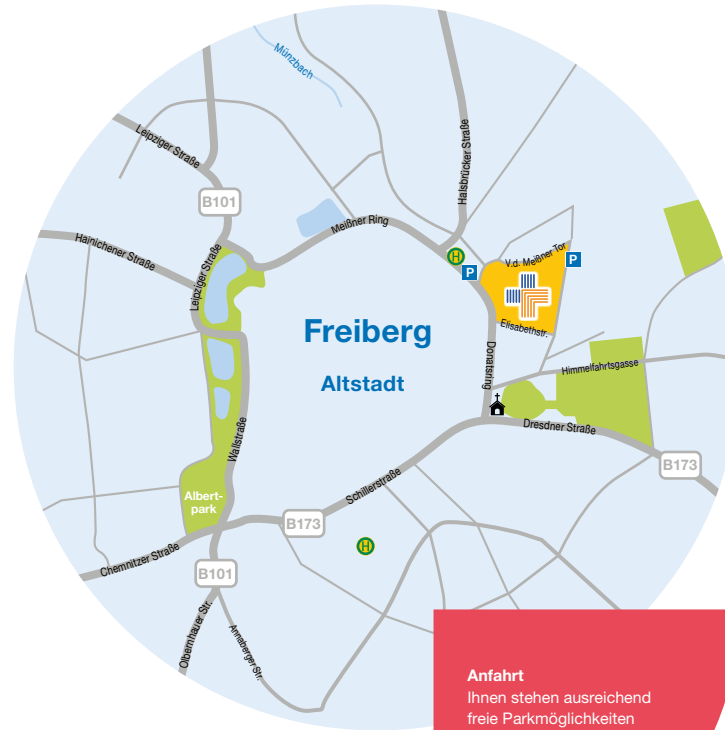 Münzbach
Leipziger Straße
Halsbrücker Straße
B101
Meißner Ring
Hainichener Straße
Leipziger Straße
H
P
V.d. Meißner Tor
P
Elisabethstr.
Freiberg
Altstadt
Donatsring
Himmelfahrtsgasse
Dresdner Straße
Wallstraße
B173
Schillerstraße
Albert-
park
B173
H
Chemnitzer Straße
B101
Olbernhauer Str.
Annaberger Str.
Anfahrt
Ihnen stehen ausreichend
freie Parkmöglichkeiten